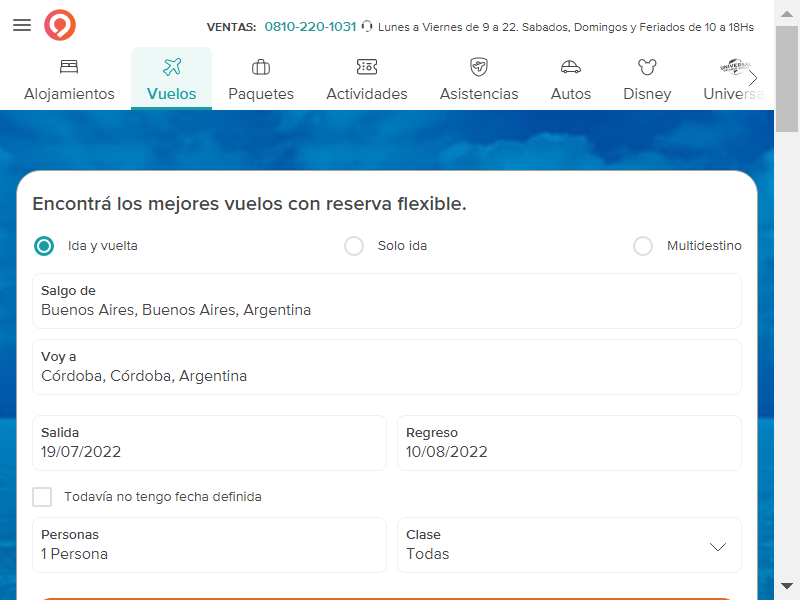 VENTAS: 0810-220-1031 Lunes a Viernes de 9 a 22. Sabados, Domingos y Feriados de 10 a 18Hs
Alojamientos
Vuelos
Paquetes
Actividades
Asistencias
Autos
Disney
UNIVERSAL
Universa
Encontrá los mejores vuelos con reserva flexible.
Ida y vuelta
Solo ida
Multidestino
Salgo de
Buenos Aires, Buenos Aires, Argentina
Voy a
Córdoba, Córdoba, Argentina
Salida
19/07/2022
Regreso
10/08/2022
Todavía no tengo fecha definida
Personas
1 Persona
Clase
Todas